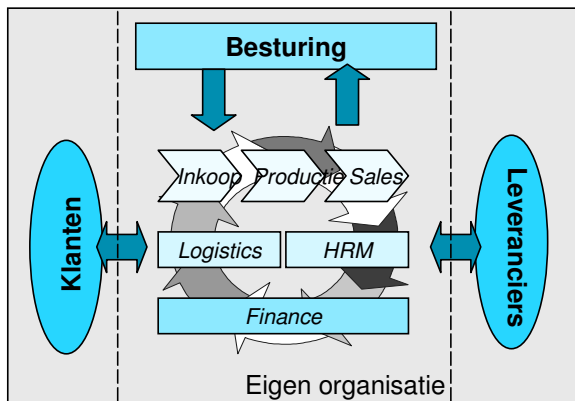 Besturing
Inkoop Productie Sales
Klanten
Logistics HRM
Leveranciers
Finance
Eigen organisatie